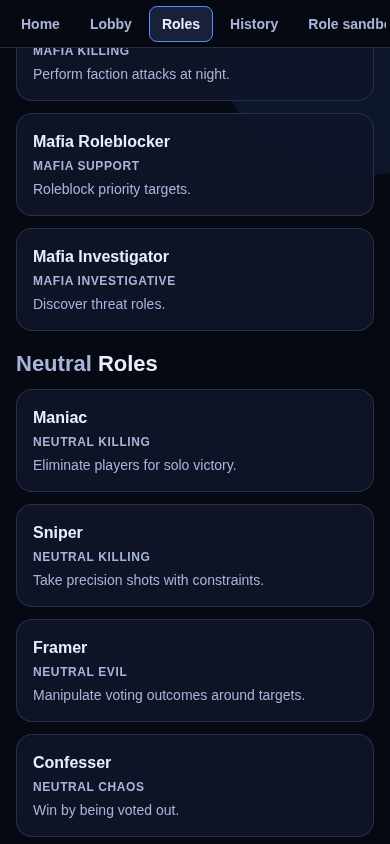 Home Lobby Roles History Role sandb
MAFIA KILLING
Perform faction attacks at night.
Mafia Roleblocker
MAFIA SUPPORT
Roleblock priority targets.
Mafia Investigator
MAFIA INVESTIGATIVE
Discover threat roles.
Neutral Roles
Maniac
NEUTRAL KILLING
Eliminate players for solo victory.
Sniper
NEUTRAL KILLING
Take precision shots with constraints.
Framer
NEUTRAL EVIL
Manipulate voting outcomes around targets.
Confesser
NEUTRAL CHAOS
Win by being voted out.